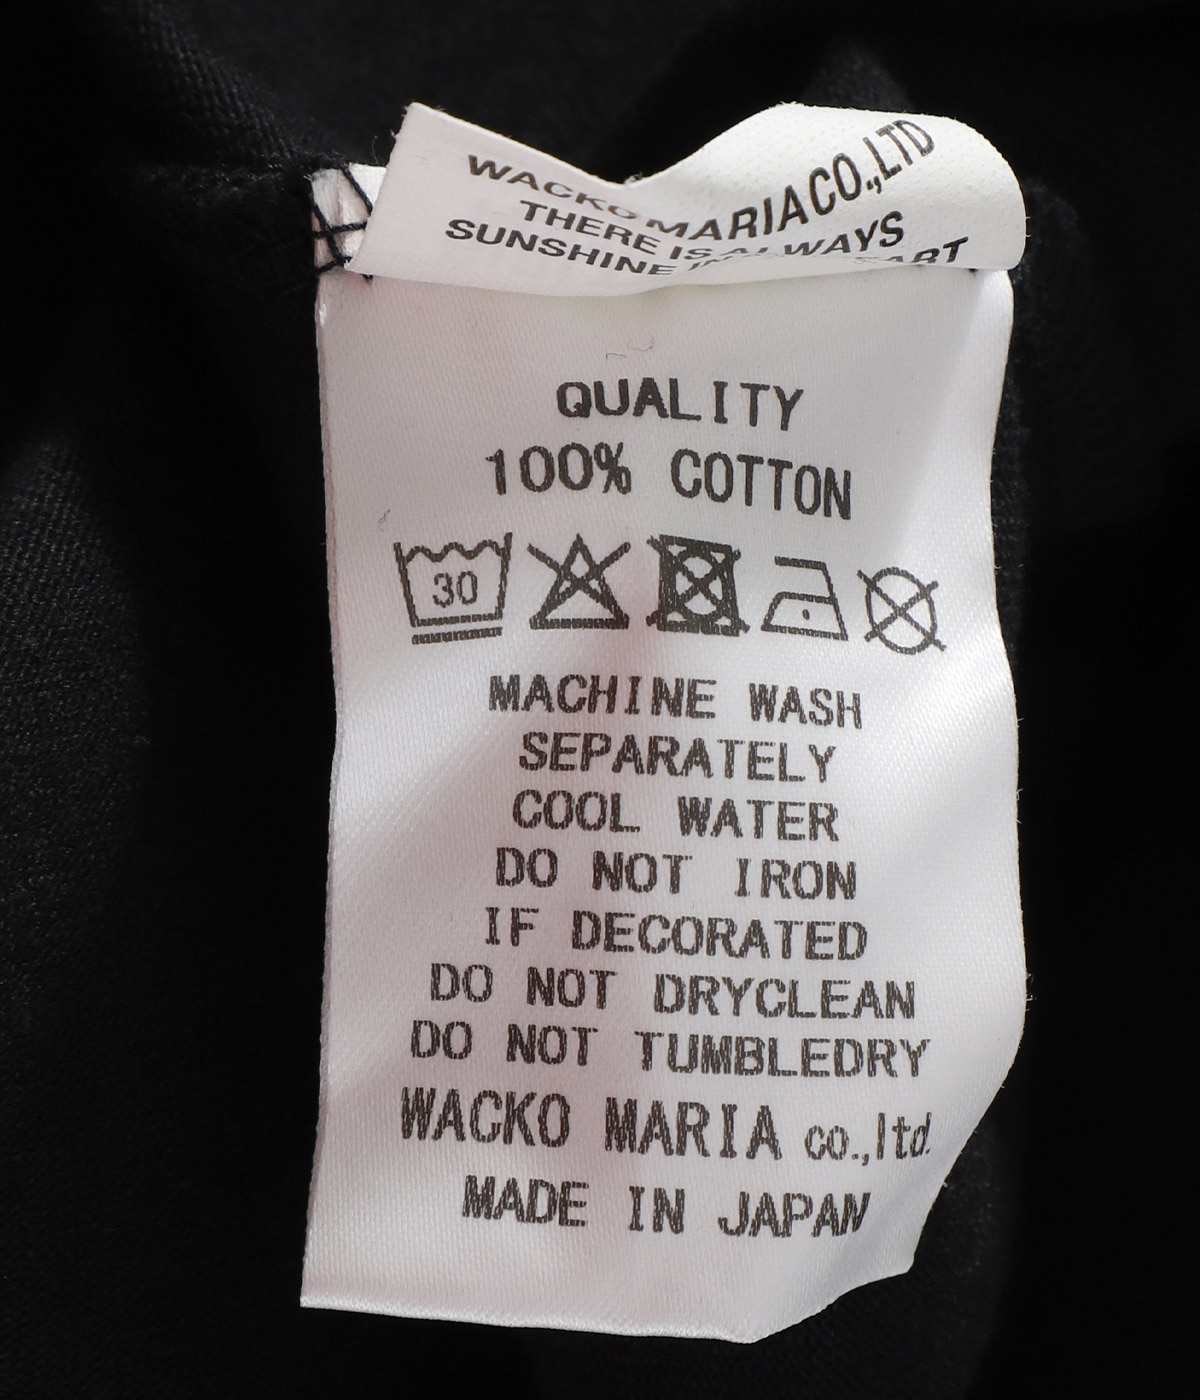 WACKO MARIA CO.,LTD
THERE IS ALWAYS
SUNSHINE
QUALITY
100% COTTON
30
MACHINE WASH
SEPARATELY
COOL WATER
DO NOT IRON
IF DECORATED
DO NOT DRYCLEAN
DO NOT TUMBLEDRY
WACKO MARIA co.,ltd.
MADE IN JAPAN